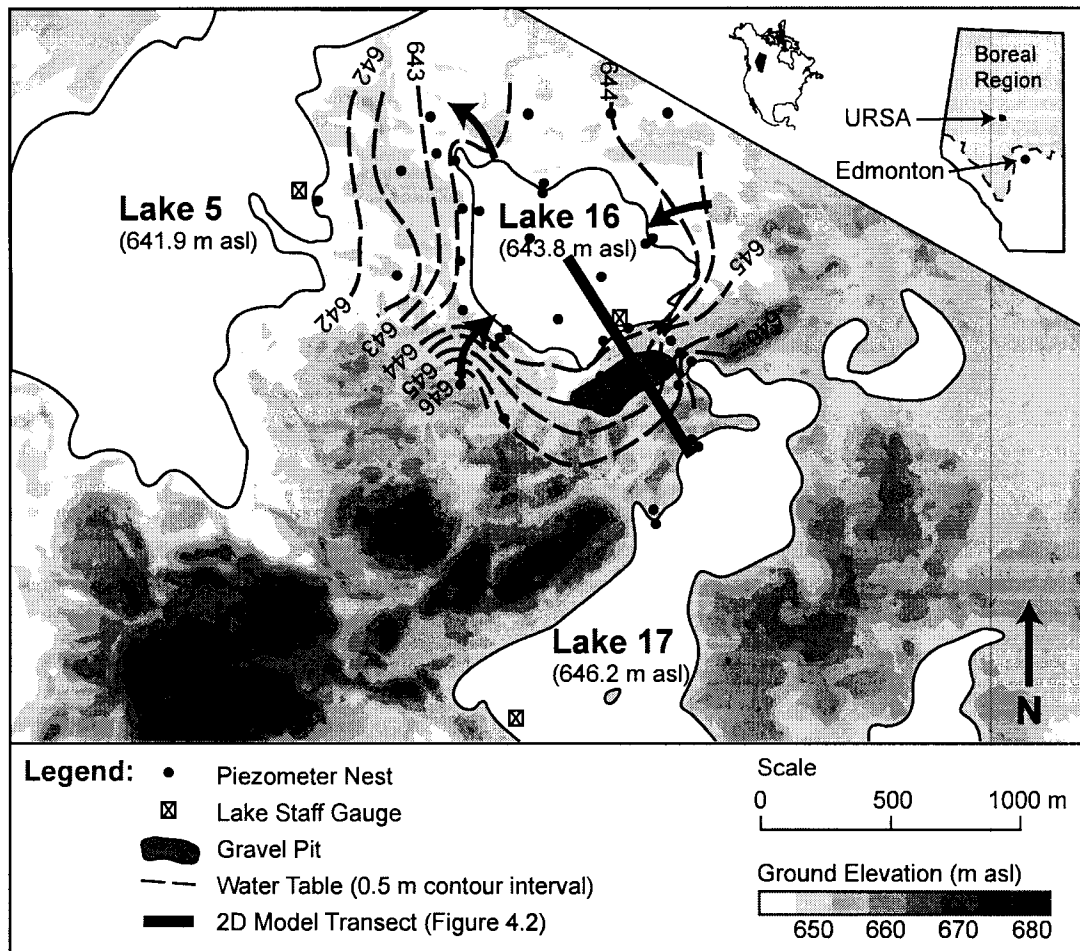 642
643
644
Boreal
Region
URSA
Edmonton
Lake 5
(641.9 m asl)
Lake 16
(643.8 m asl)
645
642
643
644
645
646
Lake 17
(646.2 m asl)
N
Legend:
Piezometer Nest
Lake Staff Gauge
Gravel Pit
Water Table (0.5 m contour interval)
2D Model Transect (Figure 4.2)
Scale
0 500 1000 m
Ground Elevation (m asl)
650 660 670 680